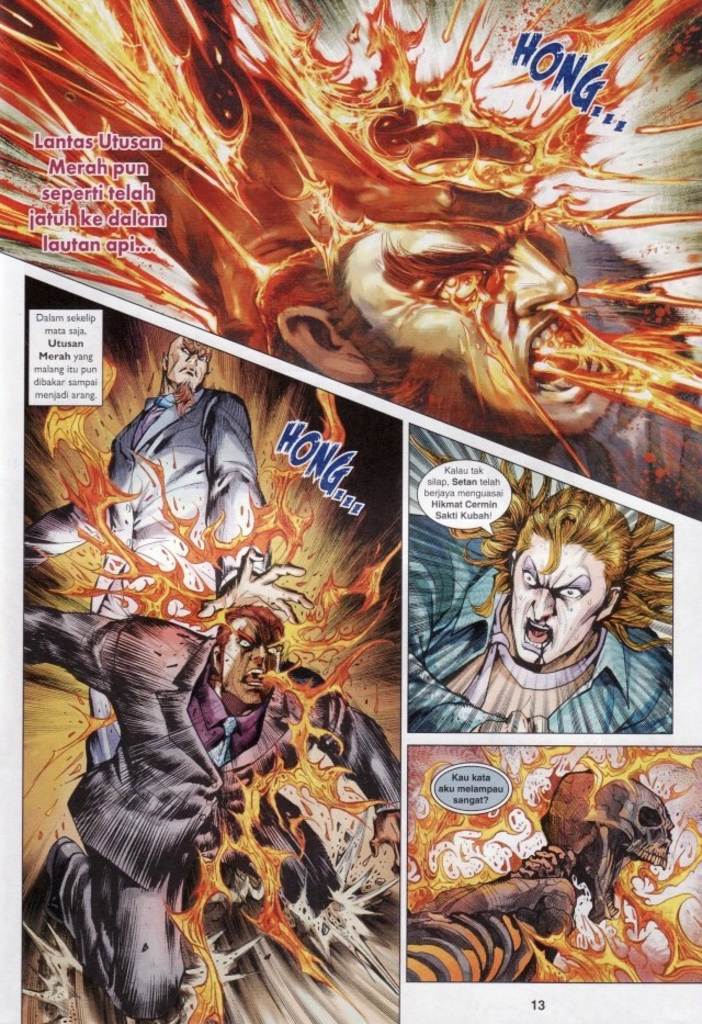 HONG...
Lantas Utusan
Merah pun
seperti telah
jatuh ke dalam
lautan api...
Dalam sekelip
mata saja,
Utusan
Merah yang
malang itu pun
dibakar sampai
menjadi arang.
HONG...
Kalau tak
silap, Setan telah
berjaya menguasai
Hikmat Cermin
Sakti Kubah!
Kau kata
aku melampau
sangat?
13